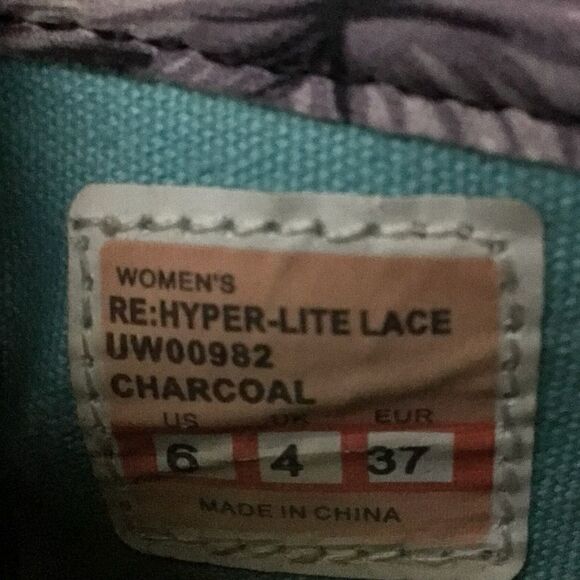 WOMEN'S
RE:HYPER-LITE LACE
UW00982
CHARCOAL
US UK EUR
6 4 37
MADE IN CHINA